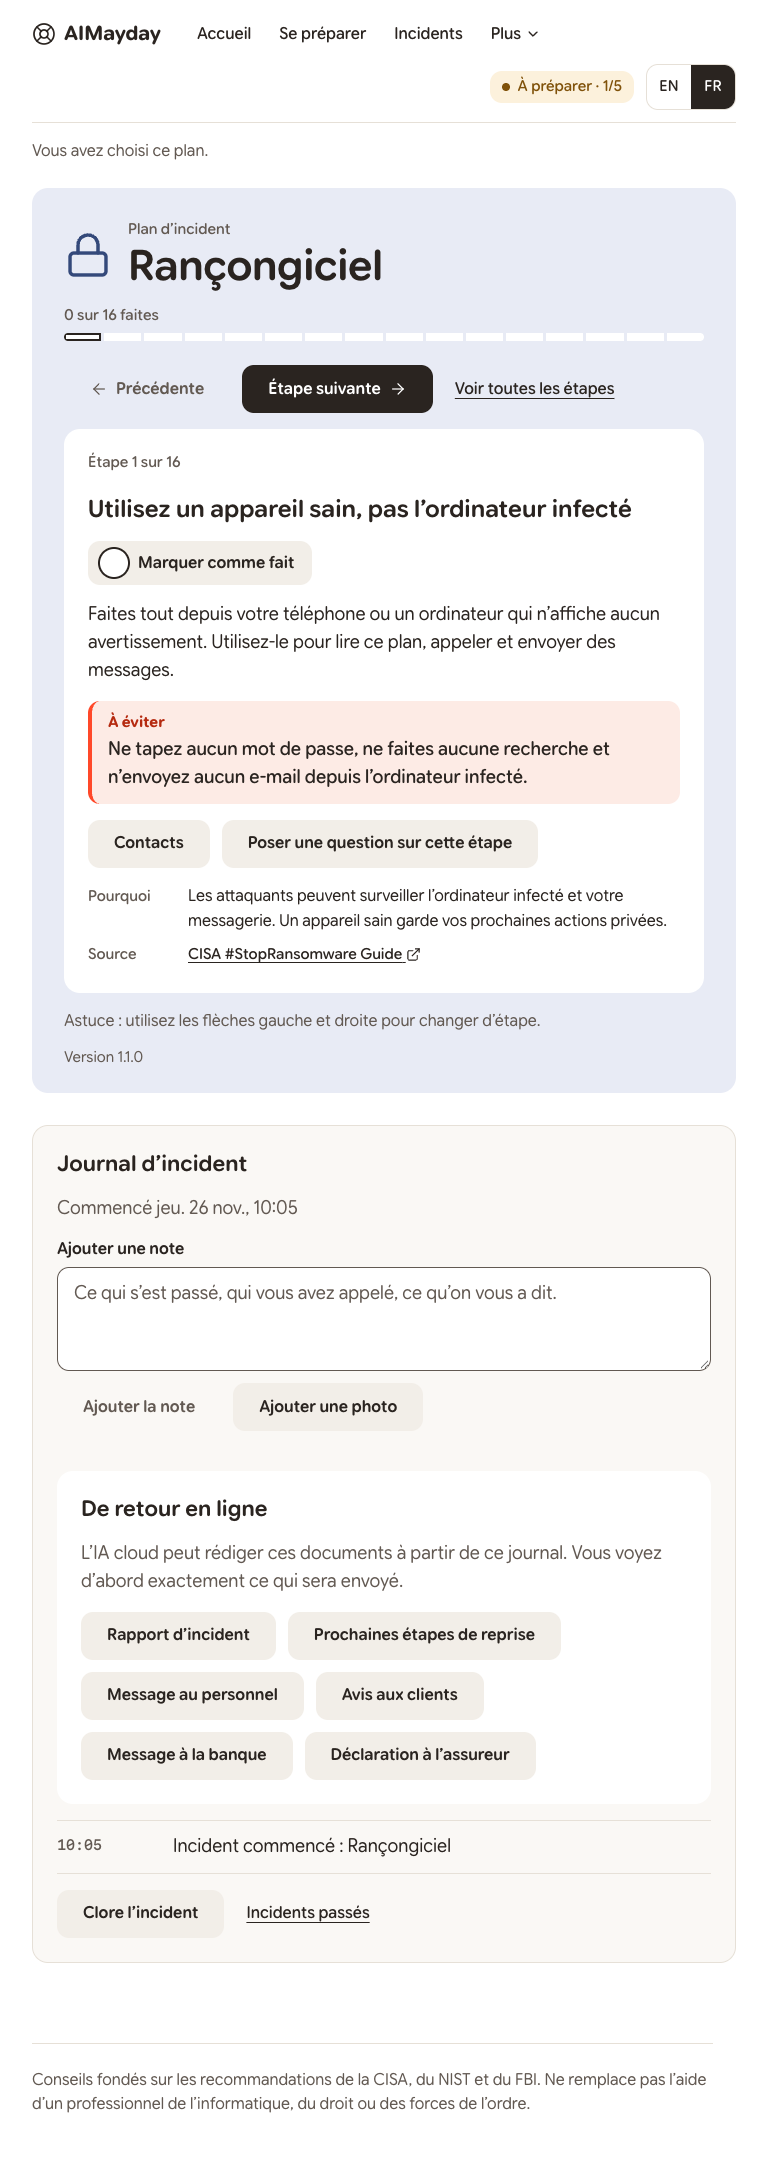 AIMayday
Accueil
Se préparer
Incidents
Plus
À préparer · 1/5
EN
FR
Vous avez choisi ce plan.
Plan d’incident
Rançongiciel
0 sur 16 faites
Précédente
Étape suivante
Voir toutes les étapes
Étape 1 sur 16
Utilisez un appareil sain, pas l’ordinateur infecté
Marquer comme fait
Faites tout depuis votre téléphone ou un ordinateur qui n’affiche aucun
avertissement. Utilisez-le pour lire ce plan, appeler et envoyer des
messages.
À éviter
Ne tapez aucun mot de passe, ne faites aucune recherche et
n’envoyez aucun e-mail depuis l’ordinateur infecté.
Contacts
Poser une question sur cette étape
Pourquoi
Les attaquants peuvent surveiller l’ordinateur infecté et votre
messagerie. Un appareil sain garde vos prochaines actions privées.
Source
CISA #StopRansomware Guide
Astuce : utilisez les flèches gauche et droite pour changer d’étape.
Version 1.1.0
Journal d’incident
Commencé jeu. 26 nov., 10:05
Ajouter une note
Ce qui s’est passé, qui vous avez appelé, ce qu’on vous a dit.
Ajouter la note
Ajouter une photo
De retour en ligne
L’IA cloud peut rédiger ces documents à partir de ce journal. Vous voyez
d’abord exactement ce qui sera envoyé.
Rapport d’incident
Prochaines étapes de reprise
Message au personnel
Avis aux clients
Message à la banque
Déclaration à l’assureur
10:05
Incident commencé : Rançongiciel
Clore l’incident
Incidents passés
Conseils fondés sur les recommandations de la CISA, du NIST et du FBI. Ne remplace pas l’aide
d’un professionnel de l’informatique, du droit ou des forces de l’ordre.